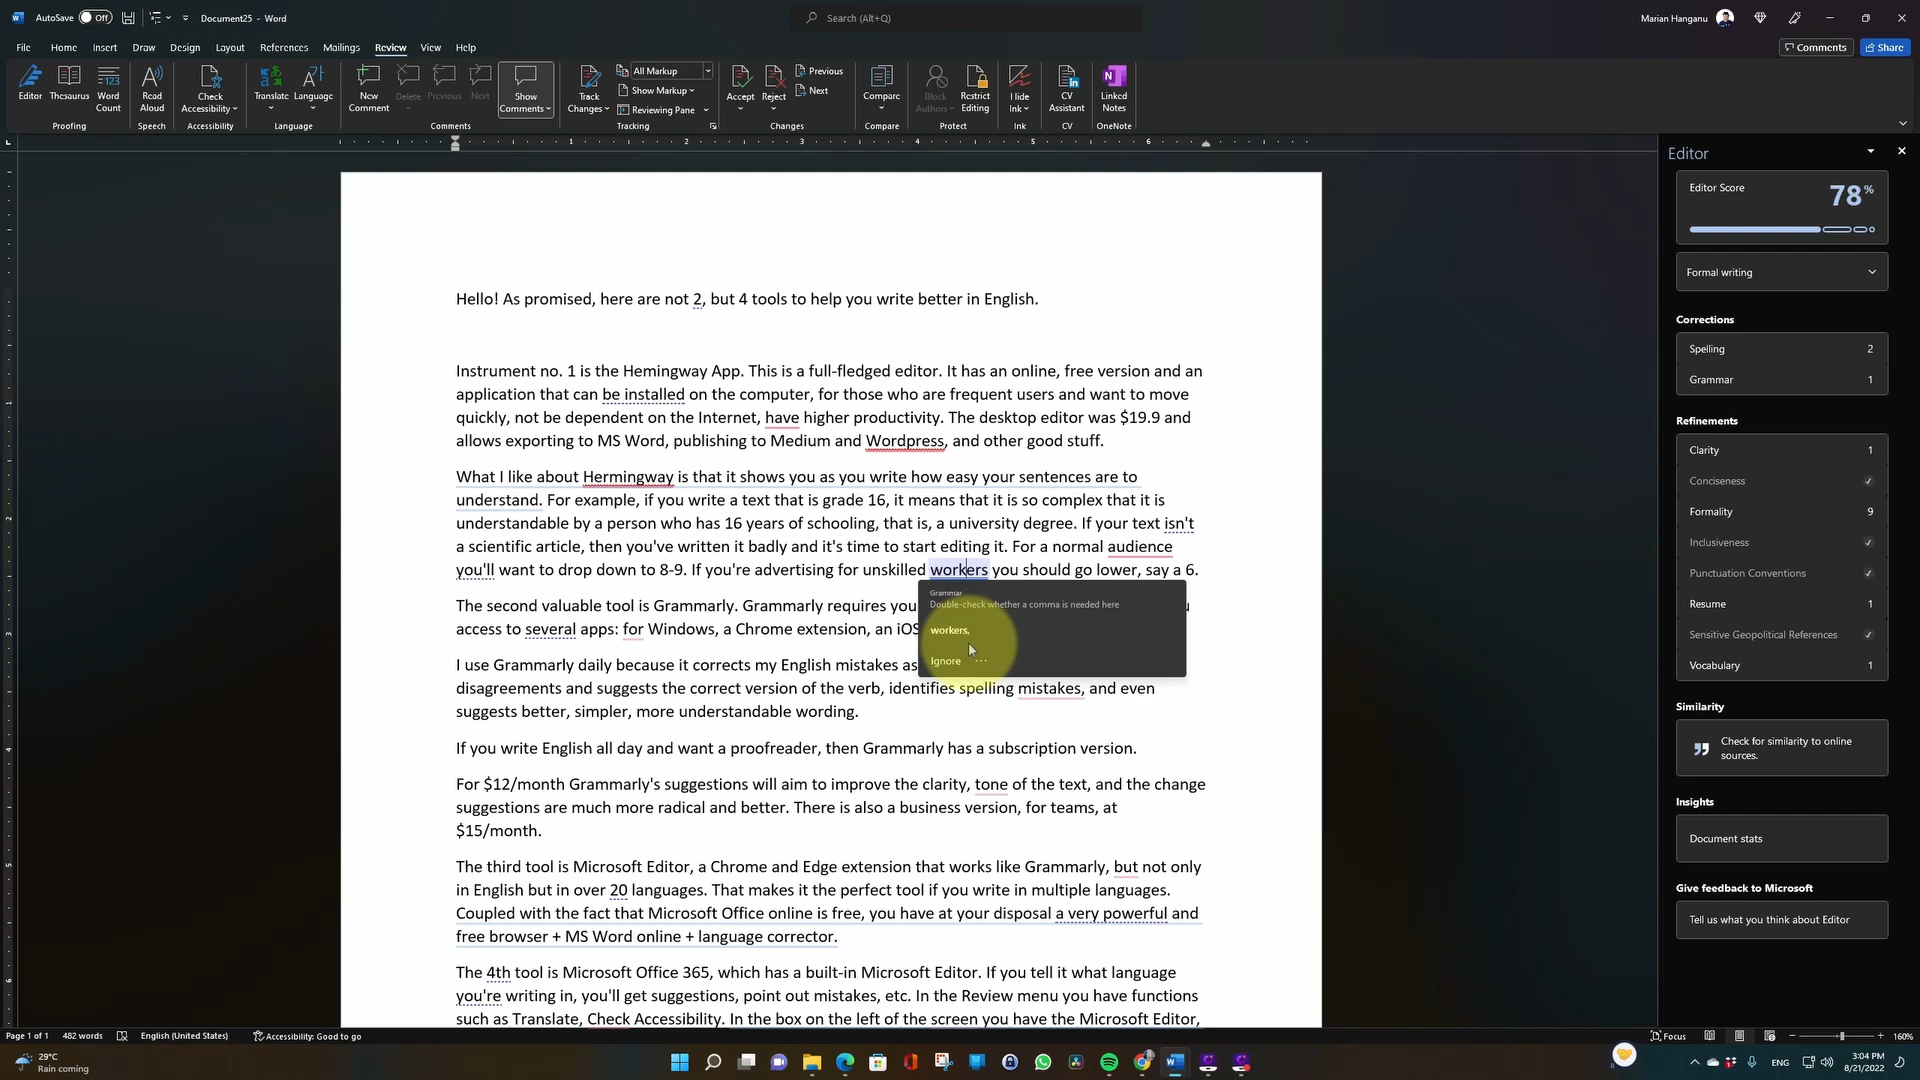 AutoSave Off Document25 - Word Search (Alt+Q) Marian Hanganu
File Home Insert Draw Design Layout References Mailings Review View Help Comments Share
Editor Thesaurus Word Count Read Aloud Check Accessibility Translate Language New Comment Delete Previous Next Show Comments Track Changes All Markup Show Markup Reviewing Pane Accept Reject Previous Next Compare Block Authors Restrict Editing Hide Ink CV Assistant Linked Notes
Proofing Speech Accessibility Language Comments Tracking Changes Compare Protect Ink CV OneNote
1 2 3 4 5 6
Hello! As promised, here are not 2, but 4 tools to help you write better in English.
Instrument no. 1 is the Hemingway App. This is a full-fledged editor. It has an online, free version and an
application that can be installed on the computer, for those who are frequent users and want to move
quickly, not be dependent on the Internet, have higher productivity. The desktop editor was $19.9 and
allows exporting to MS Word, publishing to Medium and Wordpress, and other good stuff.
What I like about Hermingway is that it shows you as you write how easy your sentences are to
understand. For example, if you write a text that is grade 16, it means that it is so complex that it is
understandable by a person who has 16 years of schooling, that is, a university degree. If your text isn't
a scientific article, then you've written it badly and it's time to start editing it. For a normal audience
you'll want to drop down to 8-9. If you're advertising for unskilled workers you should go lower, say a 6.
The second valuable tool is Grammarly. Grammarly requires you
access to several apps: for Windows, a Chrome extension, an iOS
Grammar
Double-check whether a comma is needed here
workers,
Ignore ...
I use Grammarly daily because it corrects my English mistakes as
disagreements and suggests the correct version of the verb, identifies spelling mistakes, and even
suggests better, simpler, more understandable wording.
If you write English all day and want a proofreader, then Grammarly has a subscription version.
For $12/month Grammarly's suggestions will aim to improve the clarity, tone of the text, and the change
suggestions are much more radical and better. There is also a business version, for teams, at
$15/month.
The third tool is Microsoft Editor, a Chrome and Edge extension that works like Grammarly, but not only
in English but in over 20 languages. That makes it the perfect tool if you write in multiple languages.
Coupled with the fact that Microsoft Office online is free, you have at your disposal a very powerful and
free browser + MS Word online + language corrector.
The 4th tool is Microsoft Office 365, which has a built-in Microsoft Editor. If you tell it what language
you're writing in, you'll get suggestions, point out mistakes, etc. In the Review menu you have functions
such as Translate, Check Accessibility. In the box on the left of the screen you have the Microsoft Editor,
Editor
Editor Score 78%
Formal writing
Corrections
Spelling 2
Grammar 1
Refinements
Clarity 1
Conciseness
Formality 9
Inclusiveness
Punctuation Conventions
Resume 1
Sensitive Geopolitical References
Vocabulary 1
Similarity
Check for similarity to online
sources.
Insights
Document stats
Give feedback to Microsoft
Tell us what you think about Editor
Page 1 of 1 482 words English (United States) Accessibility: Good to go Focus 160%
29°C
Rain coming
ENG
3:04 PM
8/21/2022